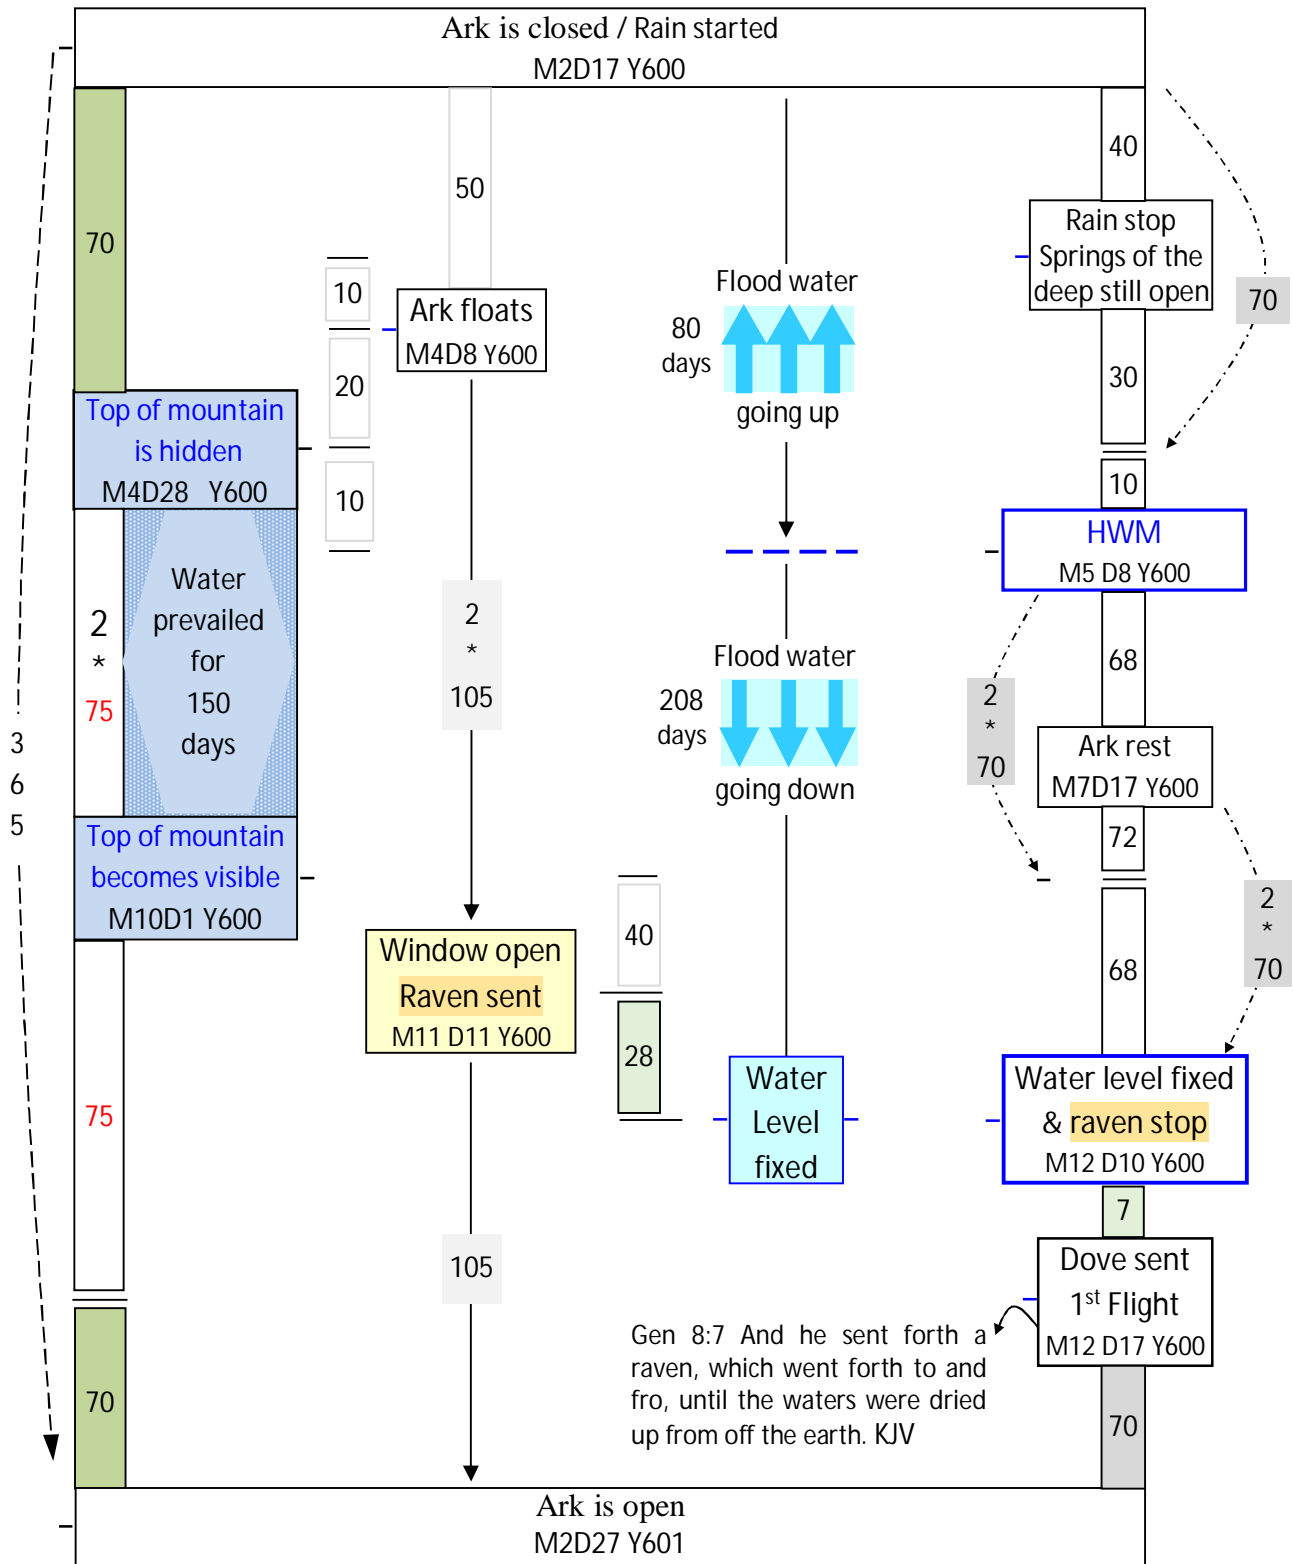 Ark is closed / Rain started
M2D17 Y600
40
50
Rain stop
Springs of the
deep still open
70
70
10
Ark floats
M4D8 Y600
Flood water
80
days
going up
20
30
Top of mountain
is hidden
M4D28 Y600
10
10
HWM
M5 D8 Y600
Water
prevailed
for
150
days
2
*
75
2
*
105
Flood water
208
days
going down
68
2
*
70
Ark rest
M7D17 Y600
3
6
5
Top of mountain
becomes visible
M10D1 Y600
72
2
*
70
40
Window open
Raven sent
M11 D11 Y600
68
28
Water
Level
fixed
Water level fixed
& raven stop
M12 D10 Y600
75
7
105
Dove sent
1st Flight
M12 D17 Y600
Gen 8:7 And he sent forth a
raven, which went forth to and
fro, until the waters were dried
up from off the earth. KJV
70
70
Ark is open
M2D27 Y601